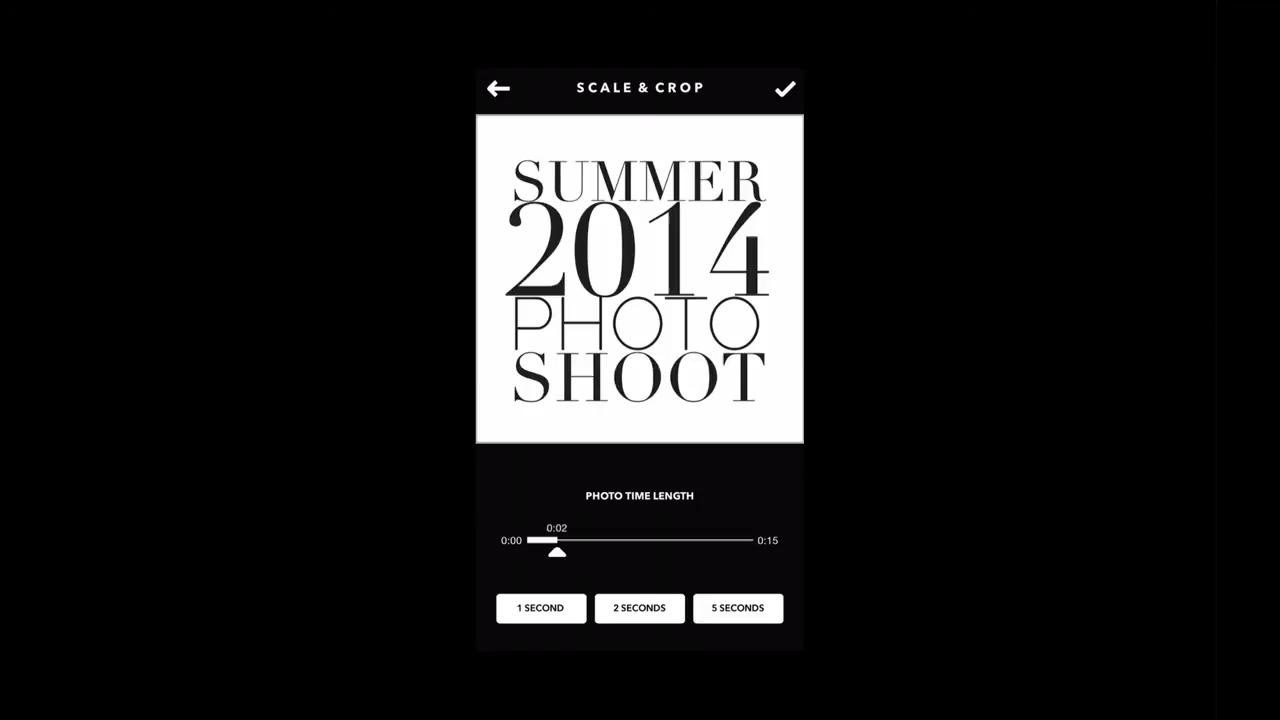 SCALE & CROP
SUMMER
2014
PHOTO
SHOOT
PHOTO TIME LENGTH
0:02
0:00 0:15
1 SECOND 2 SECONDS 5 SECONDS